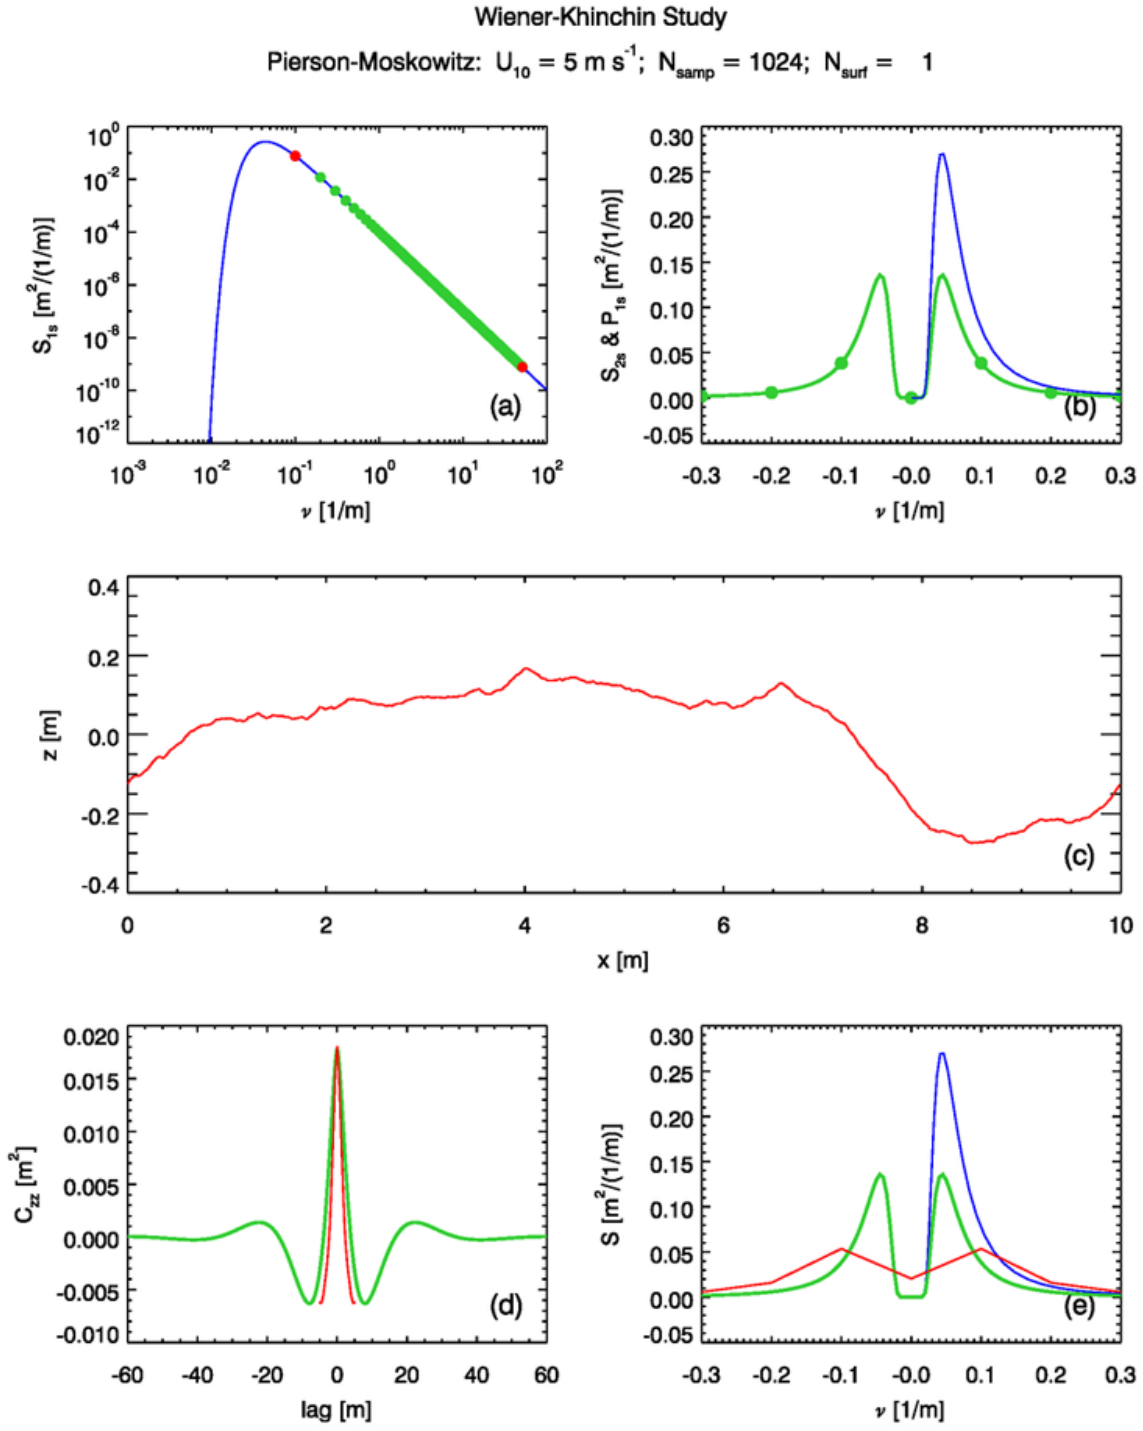 Wiener-Khinchin Study
Pierson-Moskowitz: U10 = 5 m s-1; Nsamp = 1024; Nsurf = 1
S1s [m2/(1/m)]
10^0
10^-2
10^-4
10^-6
10^-8
10^-10
10^-12
(a)
10^-3 10^-2 10^-1 10^0 10^1 10^2
ν [1/m]
S2s & P1s [m2/(1/m)]
0.30
0.25
0.20
0.15
0.10
0.05
0.00
-0.05
(b)
-0.3 -0.2 -0.1 -0.0 0.1 0.2 0.3
ν [1/m]
z [m]
0.4
0.2
0.0
-0.2
-0.4
(c)
0 2 4 6 8 10
x [m]
Czz [m2]
0.020
0.015
0.010
0.005
0.000
-0.005
-0.010
(d)
-60 -40 -20 0 20 40 60
lag [m]
S [m2/(1/m)]
0.30
0.25
0.20
0.15
0.10
0.05
0.00
-0.05
(e)
-0.3 -0.2 -0.1 -0.0 0.1 0.2 0.3
ν [1/m]